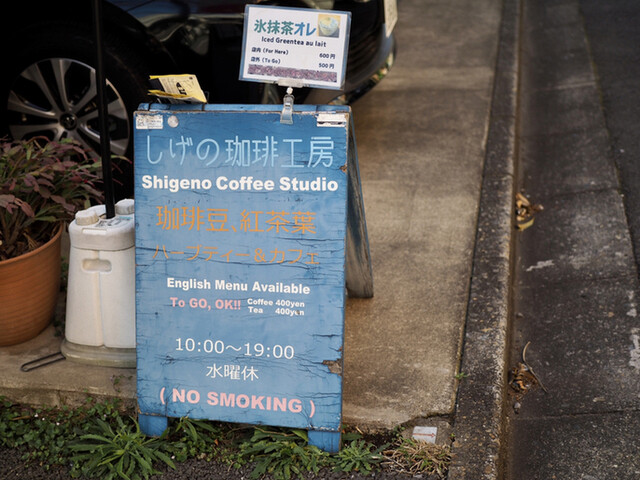 氷抹茶オレ
Iced Greentea au lait
店内 (For Here) 600円
店外 (To Go) 500円
しげの珈琲工房
Shigeno Coffee Studio
珈琲豆、紅茶葉
ハーブティー&カフェ
English Menu Available
To GO, OK!! Coffee 400yen
Tea 400yen
10:00～19:00
水曜休
( NO SMOKING )